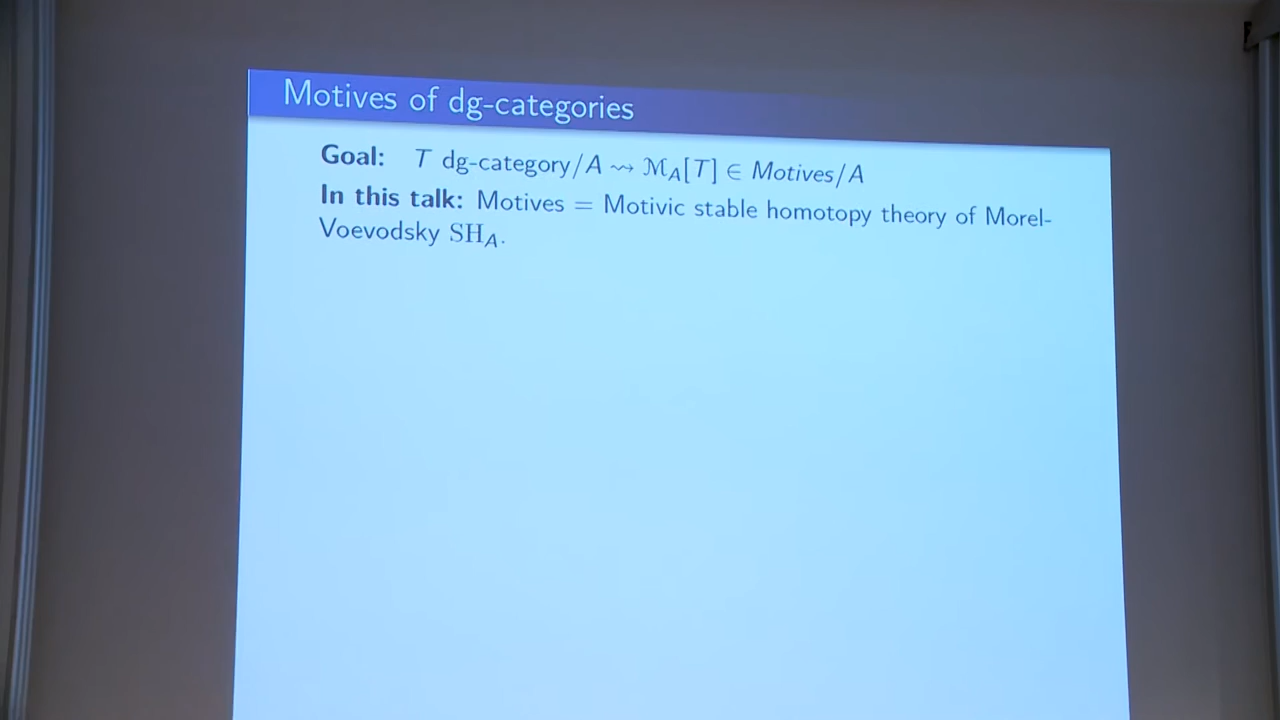 Motives of dg-categories
Goal: T dg-category/A ⇝ ℳ_A[T] ∈ Motives/A
In this talk: Motives = Motivic stable homotopy theory of Morel-
Voevodsky SH_A.